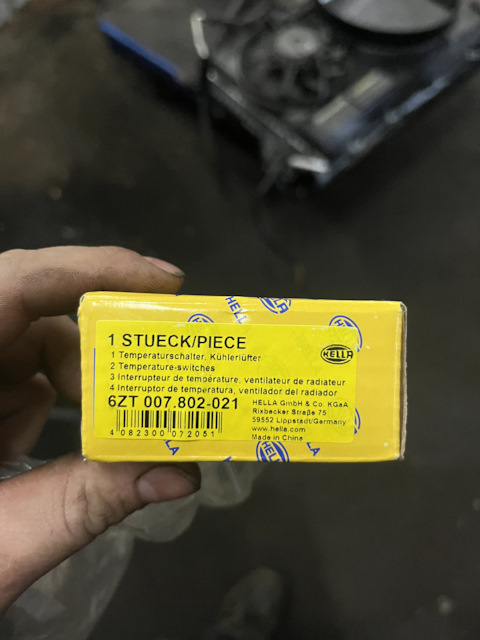 HELLA
1 STUECK/PIECE
HELLA
1 Temperaturschalter, Kühlerlüfter
2 Temperature-switches
3 Interrupteur de température, ventilateur de radiateur
4 Interruptor de temperatura, ventilador del radiador
6ZT 007.802-021
HELLA GmbH & Co. KGaA
Rixbecker Straße 75
59552 Lippstadt/Germany
www.hella.com
Made in China
4 082300 072051
HELLA